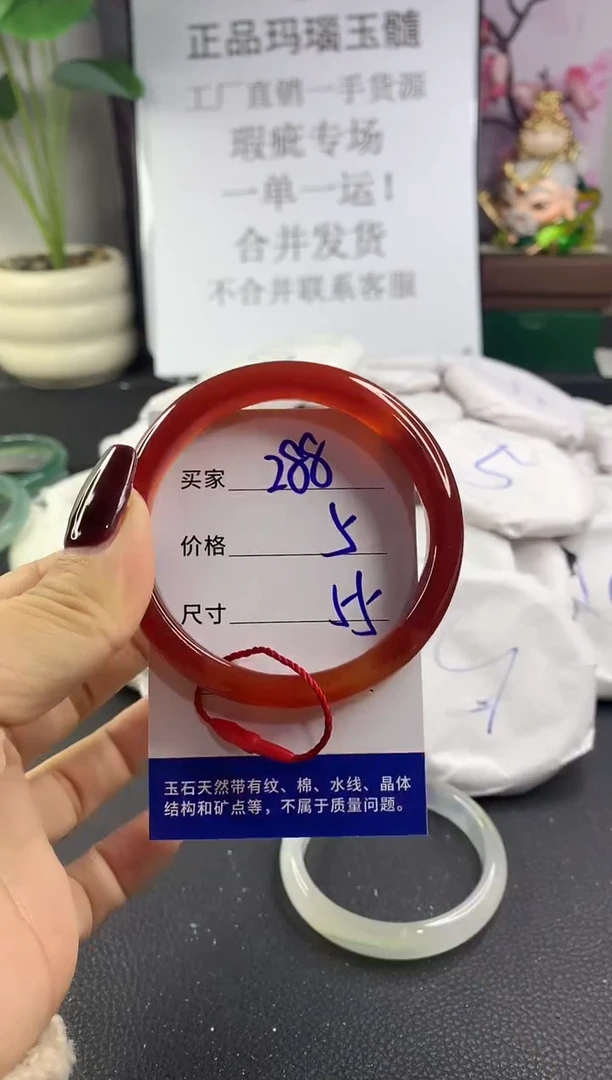 正品玛瑙玉髓
工厂直销一手货源
瑕疵专场
一单一运！
合并发货
不合并联系客服
买家 288
价格 5
尺寸
5
玉石天然带有纹、棉、水线、晶体
结构和矿点等，不属于质量问题。